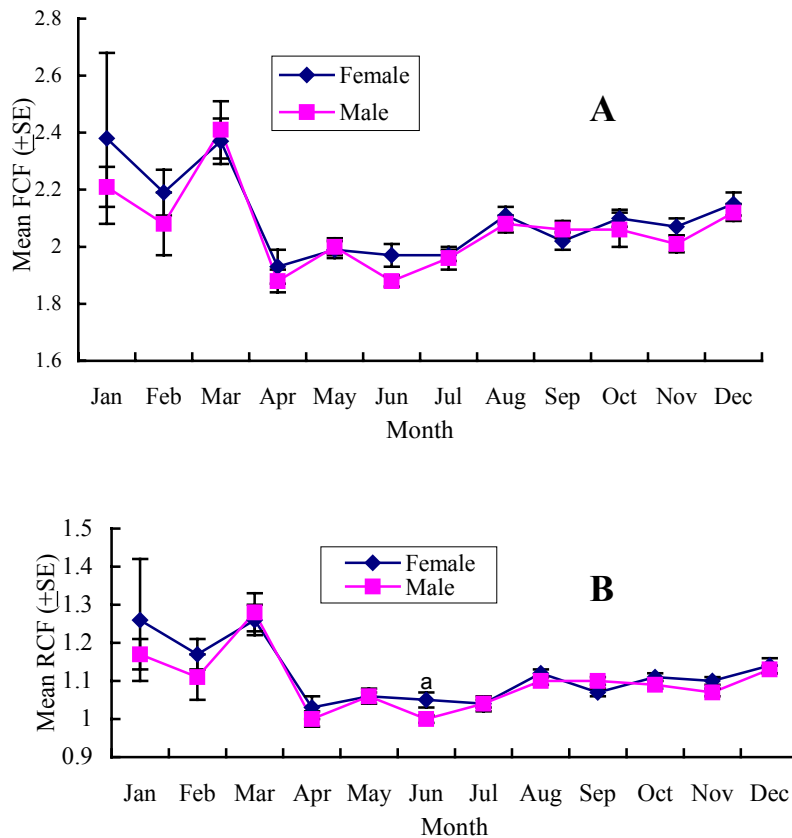 2.8
2.6
2.4
2.2
2
1.8
1.6
Mean FCF (±SE)
Female
Male
A
Jan Feb Mar Apr May Jun Jul Aug Sep Oct Nov Dec
Month
1.5
1.4
1.3
1.2
1.1
1
0.9
Mean RCF (±SE)
Female
Male
B
a
Jan Feb Mar Apr May Jun Jul Aug Sep Oct Nov Dec
Month